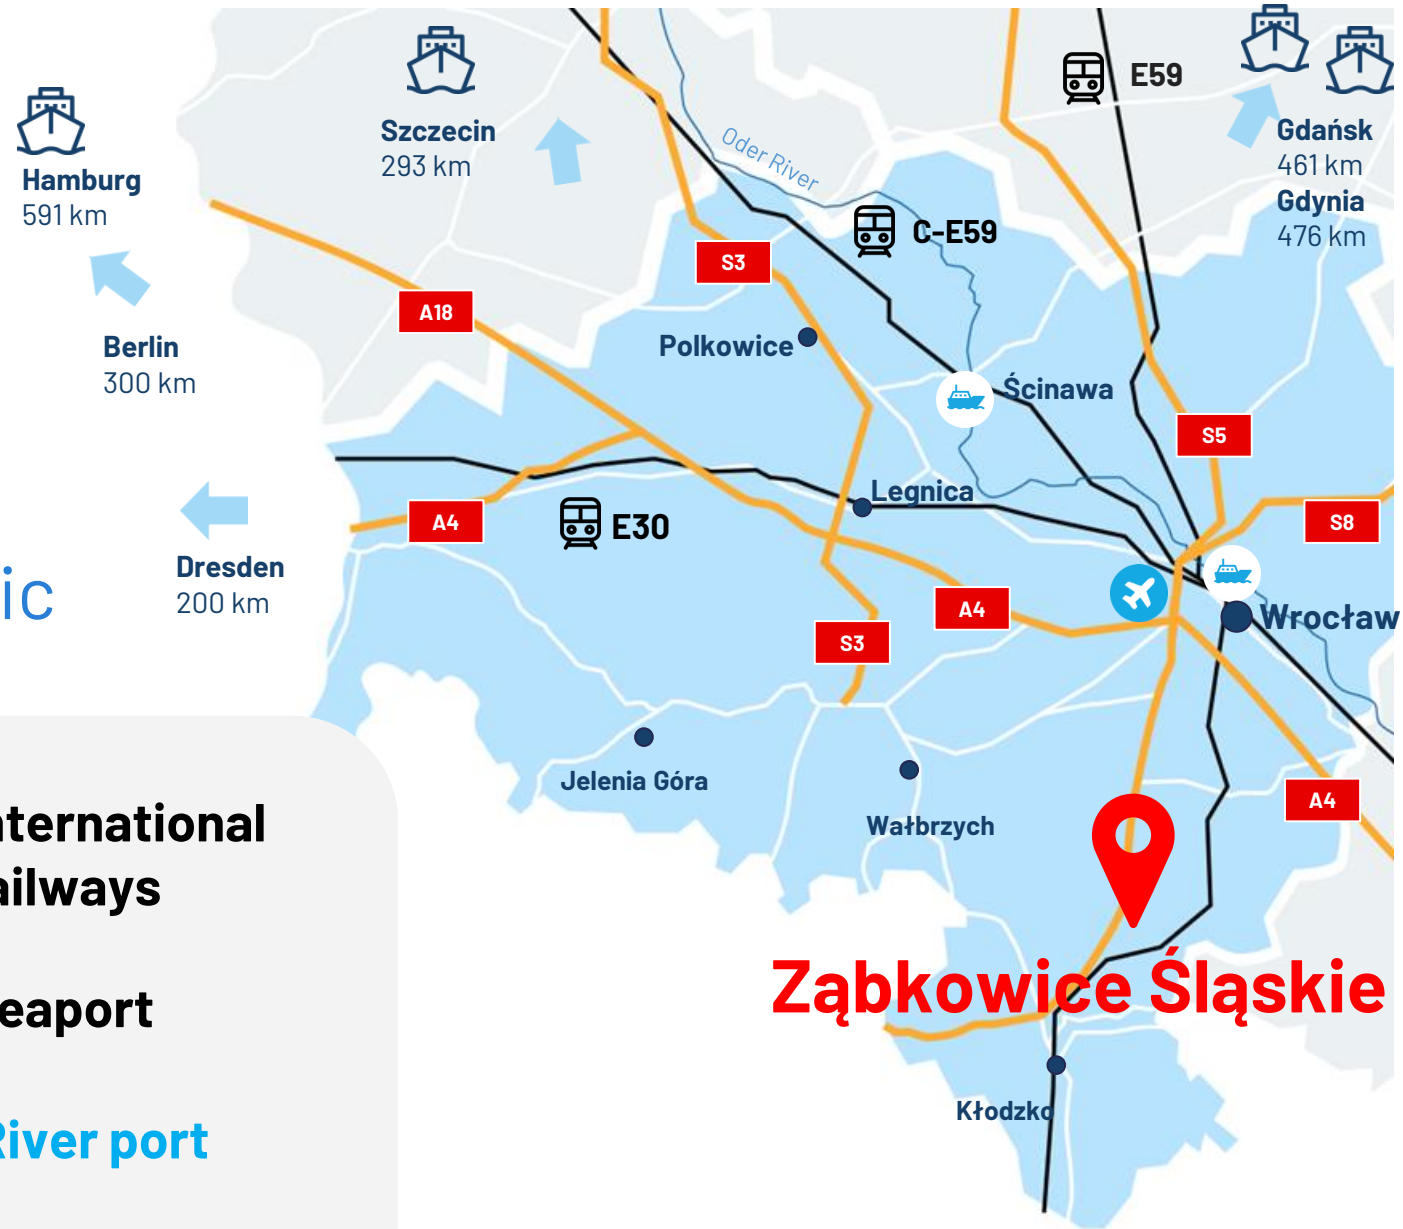 E59
Szczecin
293 km
Gdańsk
461 km
Gdynia
476 km
Hamburg
591 km
Oder River
C-E59
S3
A18
Polkowice
Berlin
300 km
Ścinawa
S5
Legnica
A4
E30
S8
Dresden
200 km
ic
A4
Wrocław
S3
Jelenia Góra
Wałbrzych
A4
nternational
ailways
Ząbkowice Śląskie
eaport
Kłodzko
River port